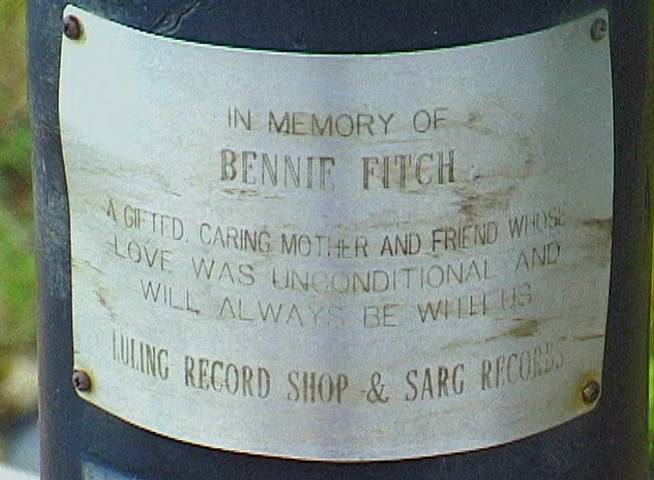 IN MEMORY OF
BENNIE FITCH
A GIFTED, CARING MOTHER AND FRIEND WHOSE
LOVE WAS UNCONDITIONAL AND
WILL ALWAYS BE WITH US
LULING RECORD SHOP & SARG RECORDS